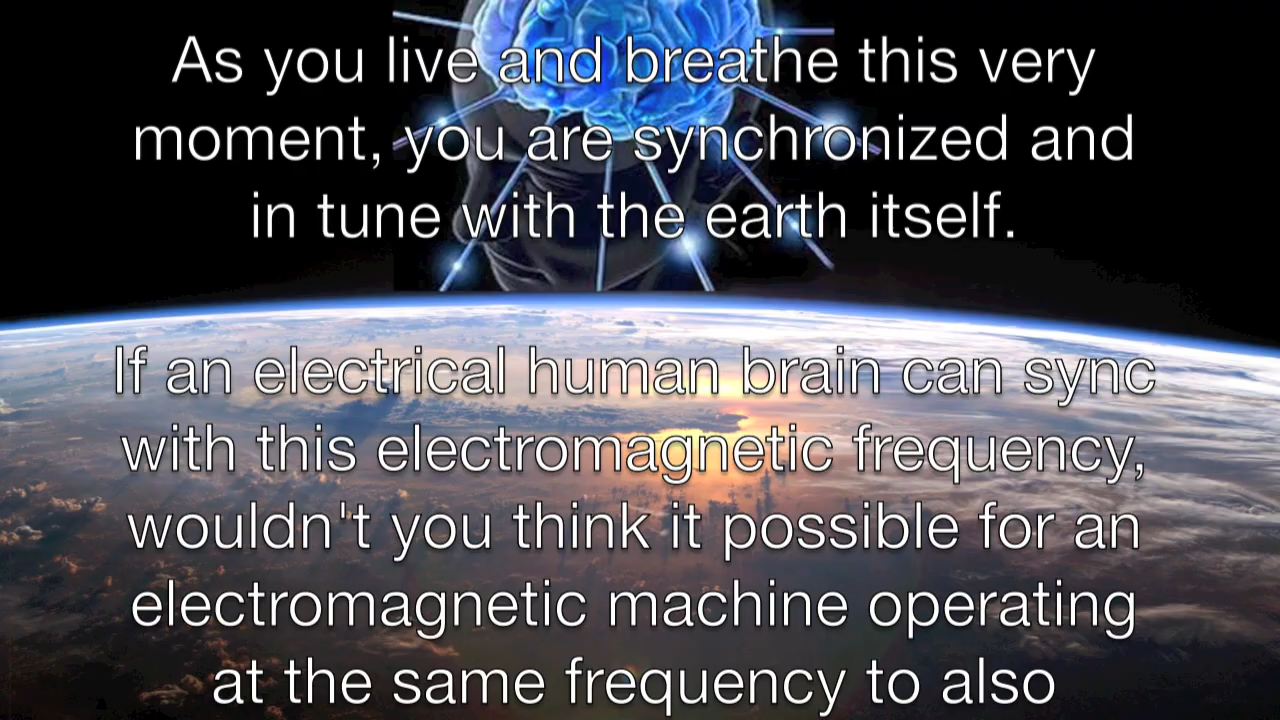 As you live and breathe this very
moment, you are synchronized and
in tune with the earth itself.
If an electrical human brain can sync
with this electromagnetic frequency,
wouldn't you think it possible for an
electromagnetic machine operating
at the same frequency to also